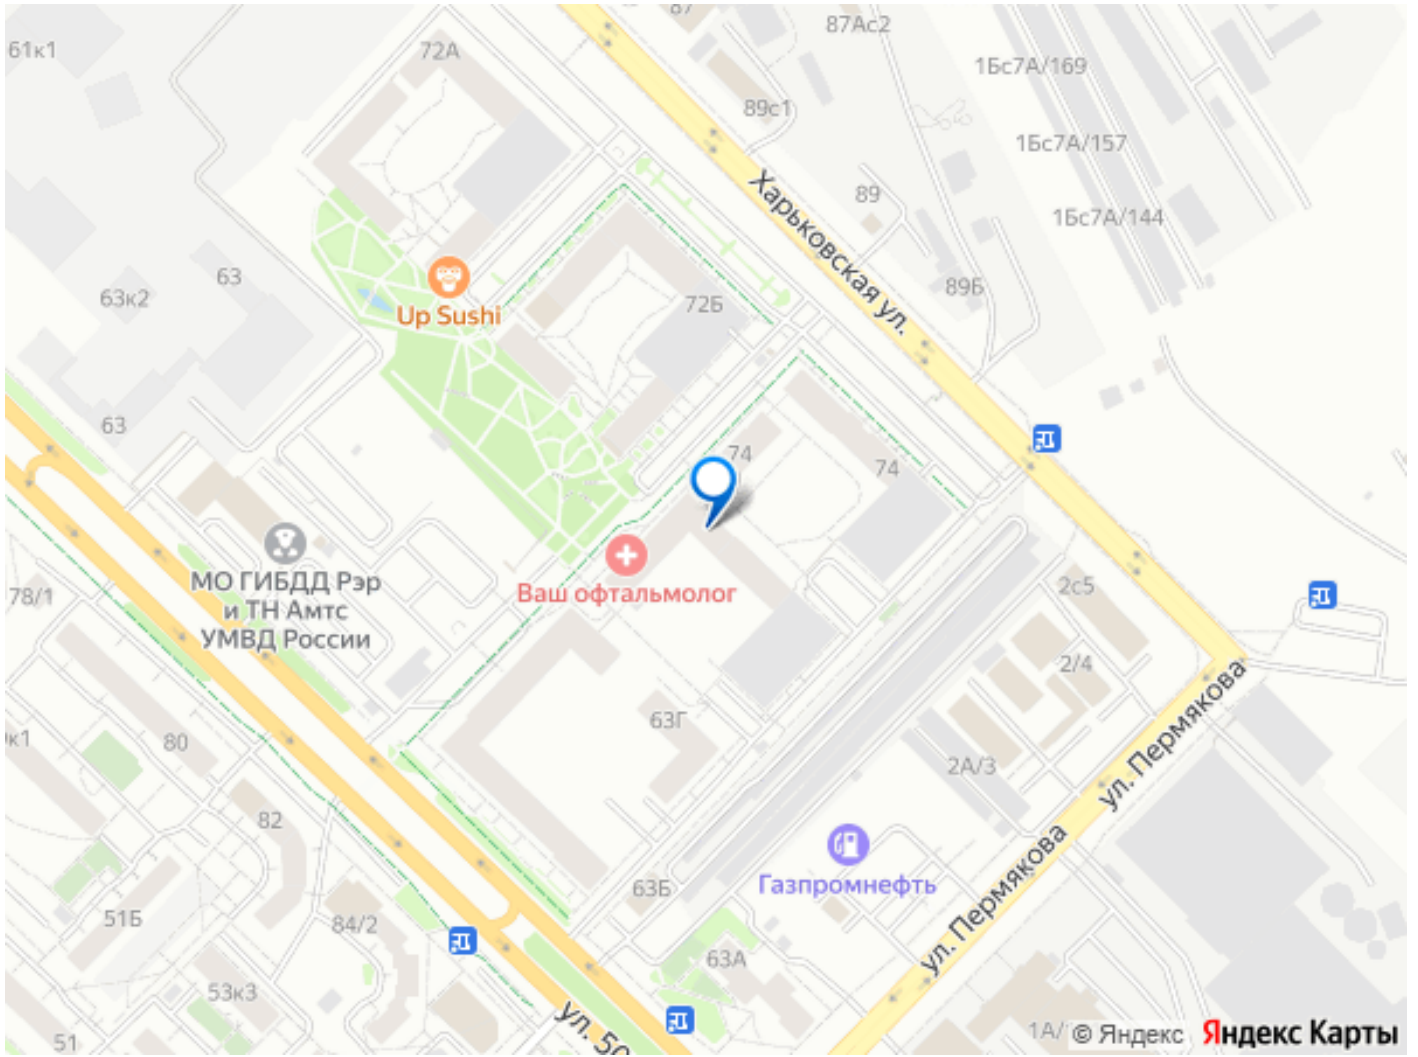 61к1
72А
87
87Ас2
1Бс7А/169
89с1
1Бс7А/157
89
1Бс7А/144
Харьковская ул.
63
63к2
Up Sushi
72Б
89Б
63
74
74
МО ГИБДД Рэр
и ТН Амтс
УМВД России
Ваш офтальмолог
78/1
2с5
2/4
63Г
ул. Пермякова
к1
80
2А/3
82
Газпромнефть
63Б
ул. Пермякова
51Б
84/2
63А
53к3
ул. 50
51
1А/
© Яндекс
Яндекс Карты